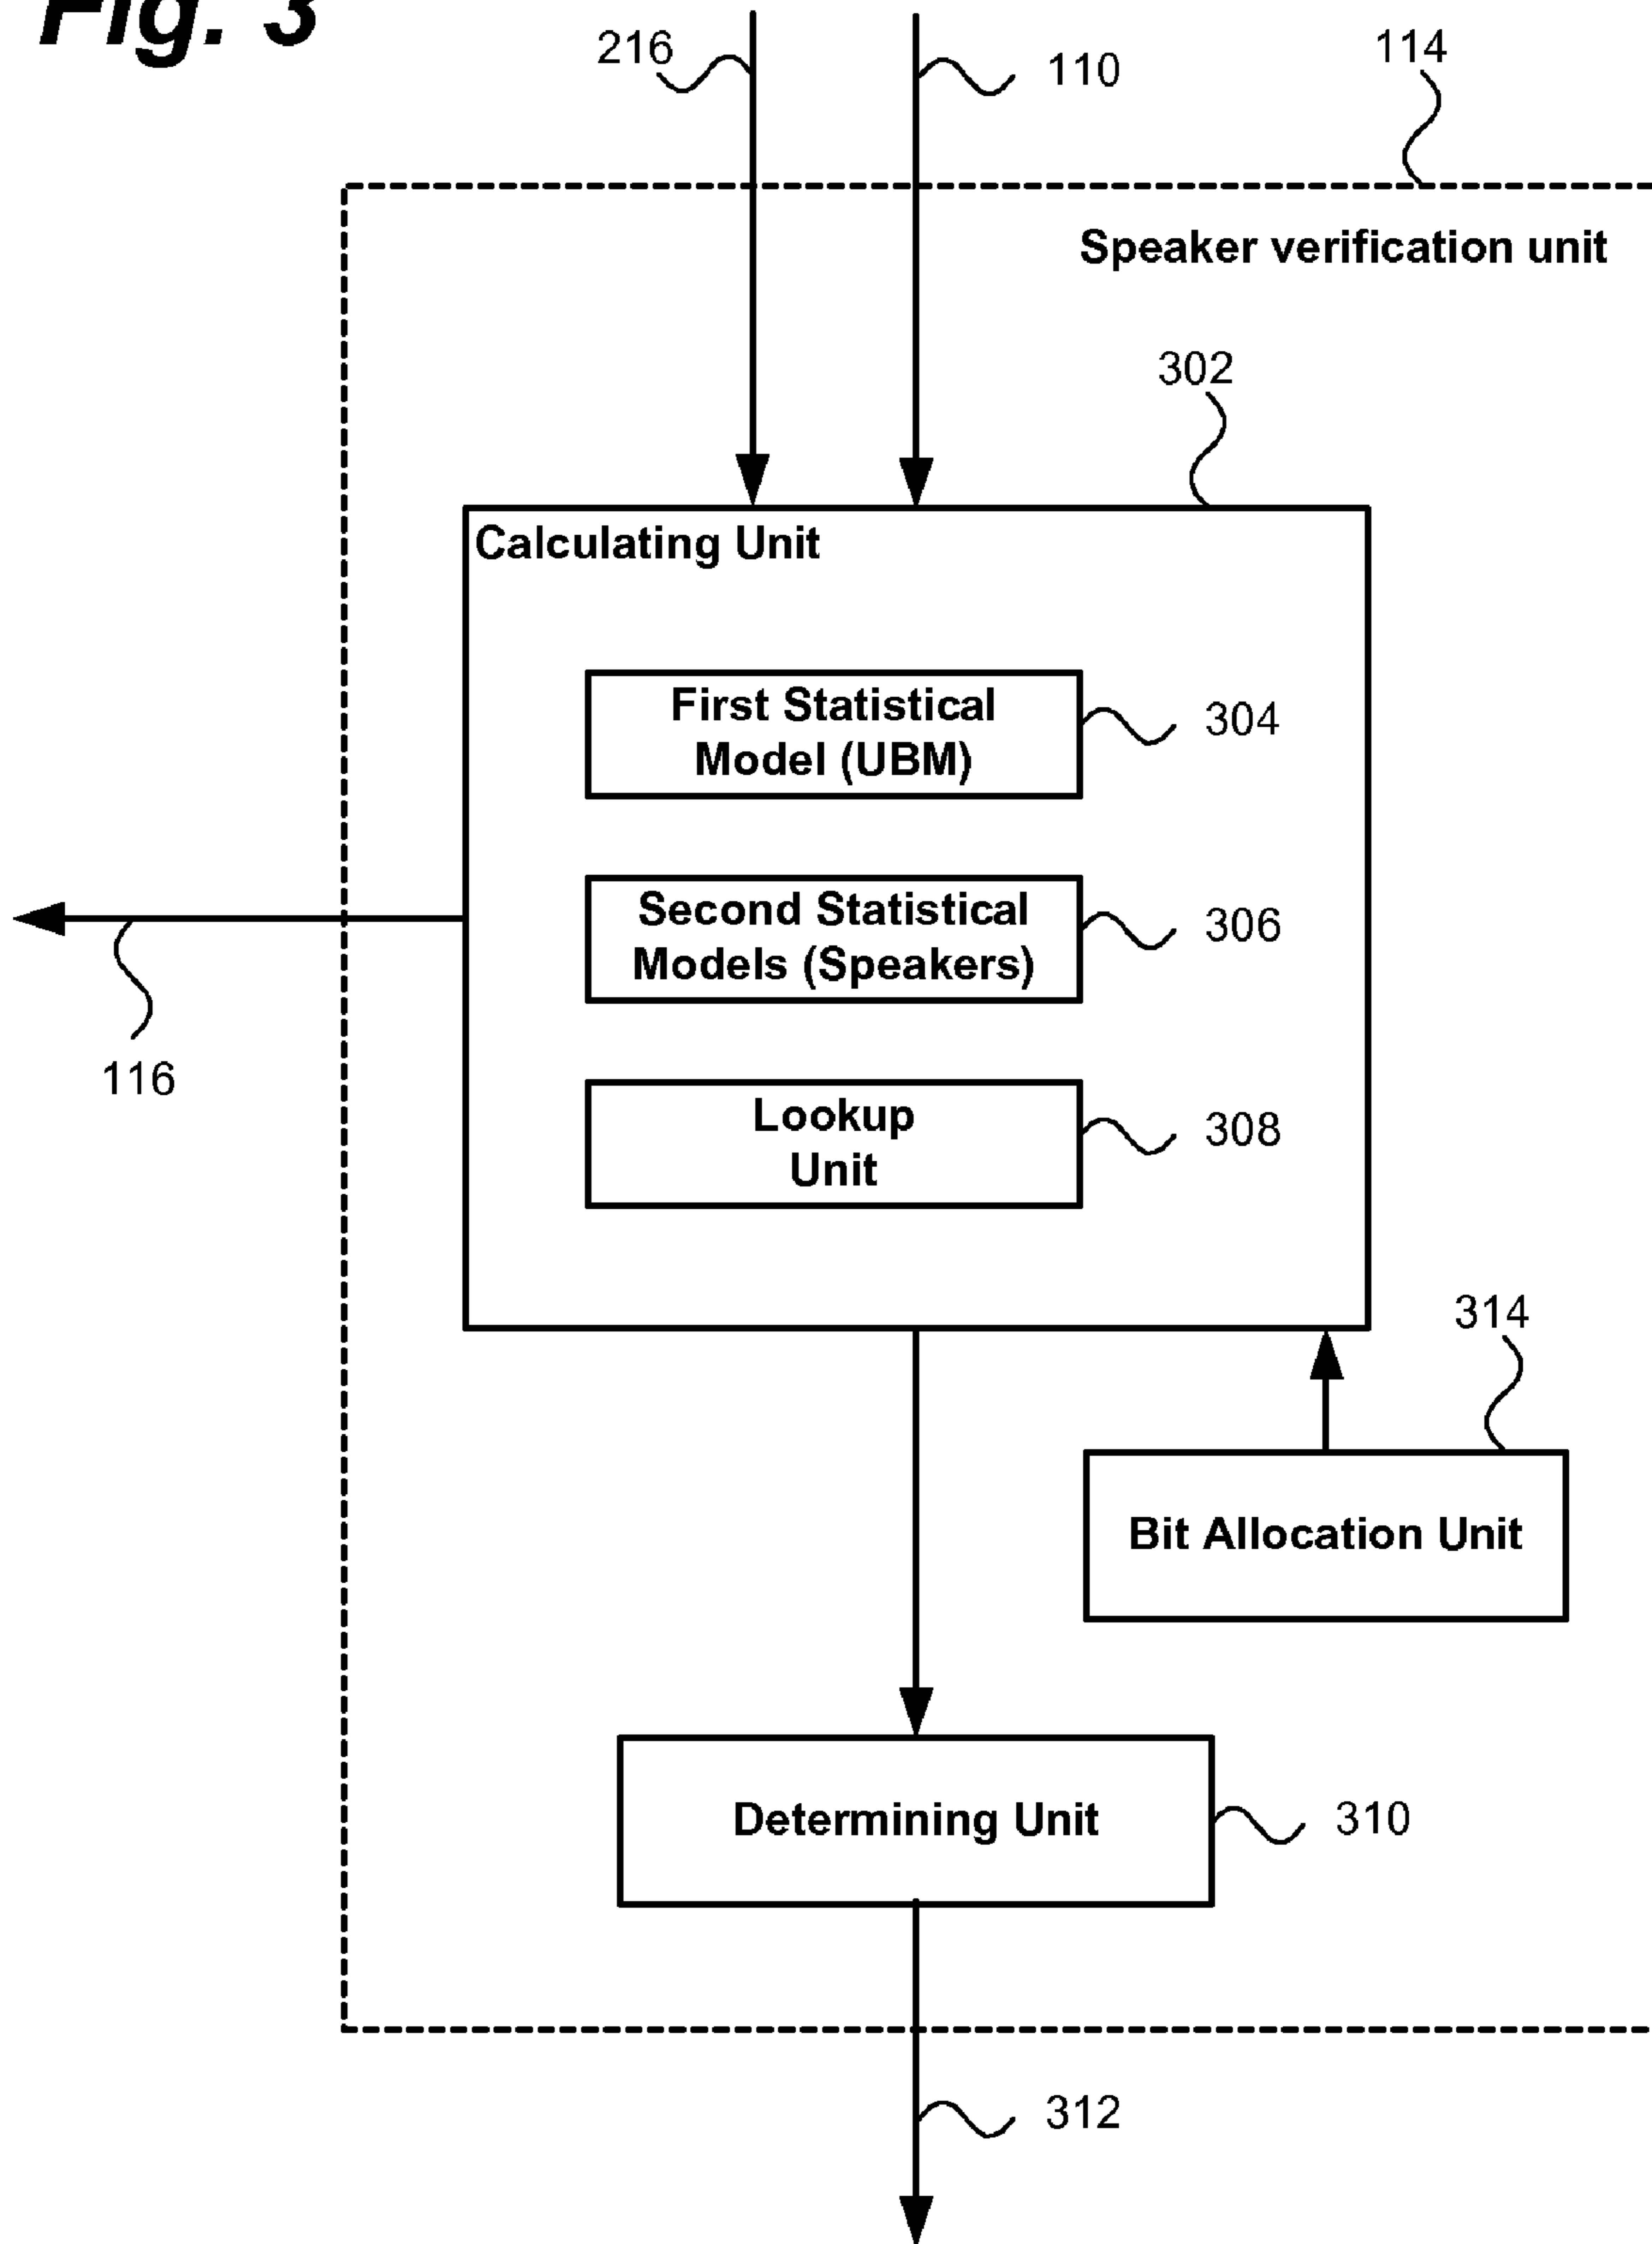 Fig. 3
216
110
114
Speaker verification unit
302
Calculating Unit
First Statistical
Model (UBM)
304
Second Statistical
Models (Speakers)
306
116
Lookup
Unit
308
314
Bit Allocation Unit
Determining Unit
310
312